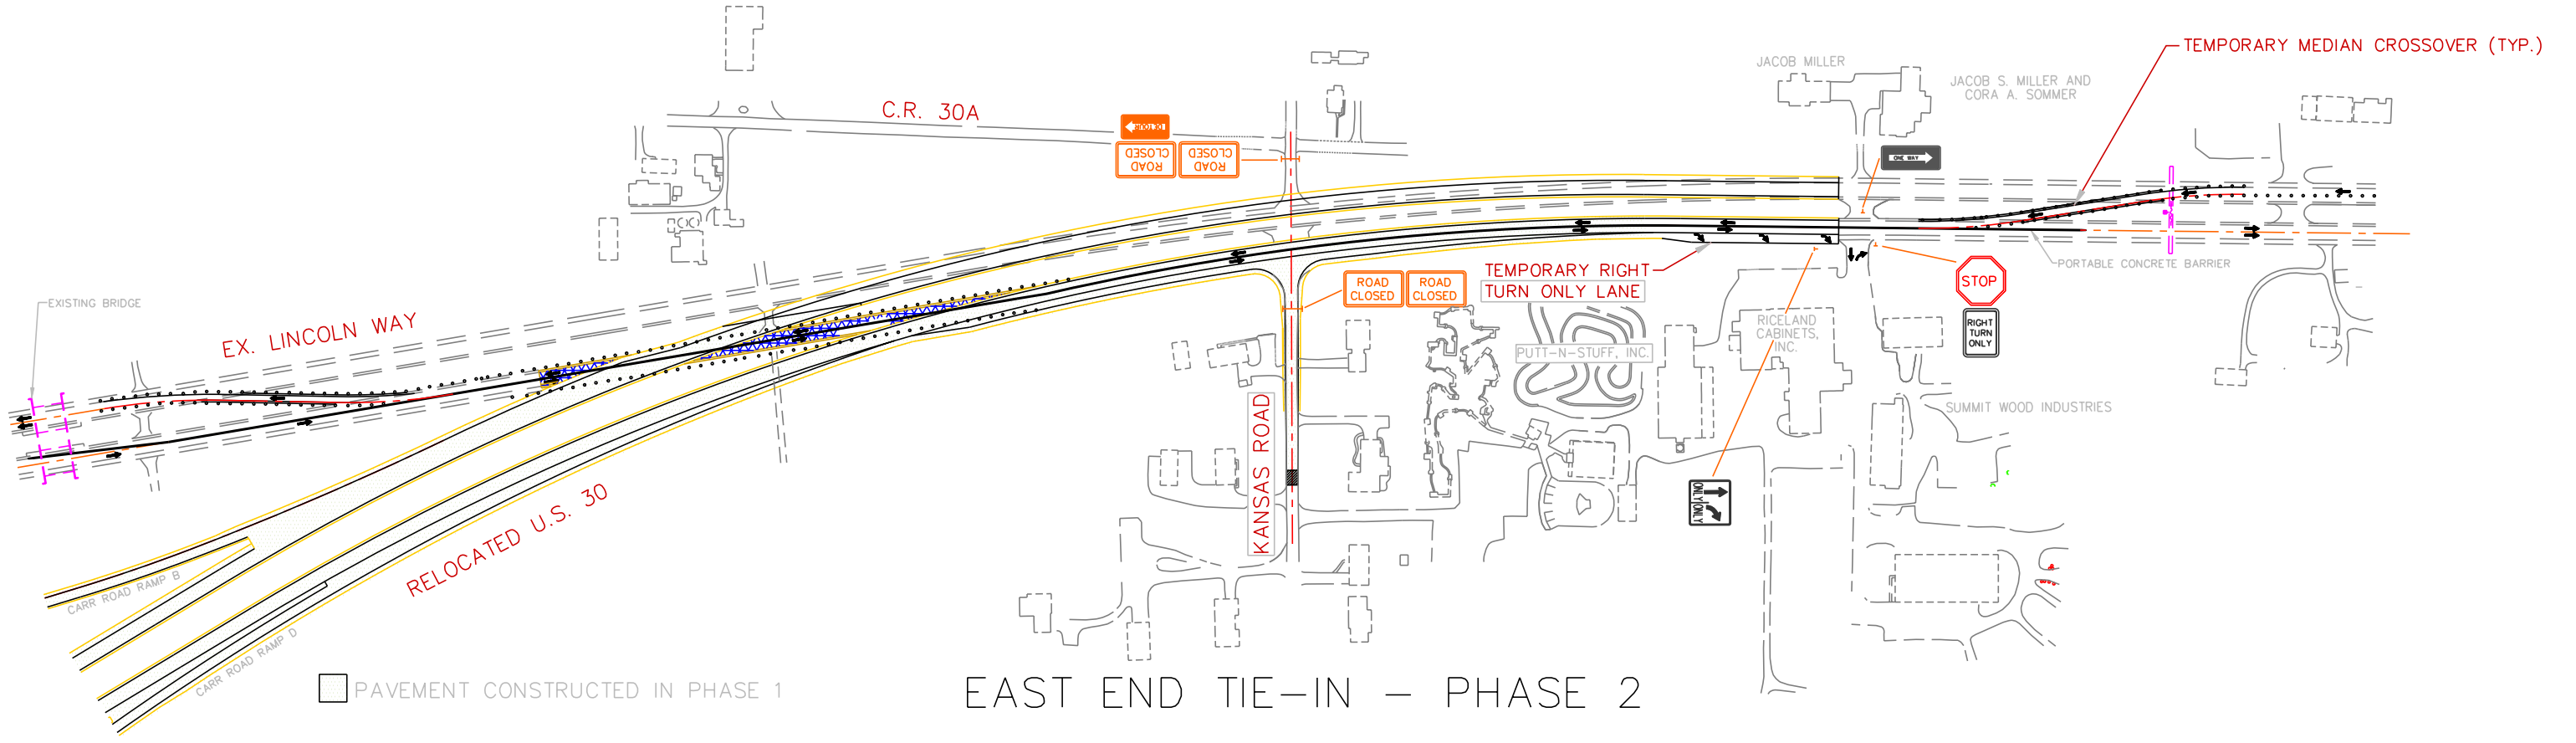 TEMPORARY MEDIAN CROSSOVER (TYP.)
JACOB MILLER
JACOB S. MILLER AND
CORA A. SOMMER
C.R. 30A
DETOUR
ROAD
CLOSED
ROAD
CLOSED
ONE WAY
EXISTING BRIDGE
EX. LINCOLN WAY
TEMPORARY RIGHT
TURN ONLY LANE
ROAD
CLOSED
ROAD
CLOSED
PORTABLE CONCRETE BARRIER
STOP
RIGHT
TURN
ONLY
RICELAND
CABINETS,
INC.
PUTT-N-STUFF, INC.
SUMMIT WOOD INDUSTRIES
KANSAS ROAD
ONLY
ONLY
RELOCATED U.S. 30
CARR ROAD RAMP B
CARR ROAD RAMP D
PAVEMENT CONSTRUCTED IN PHASE 1
EAST END TIE-IN - PHASE 2